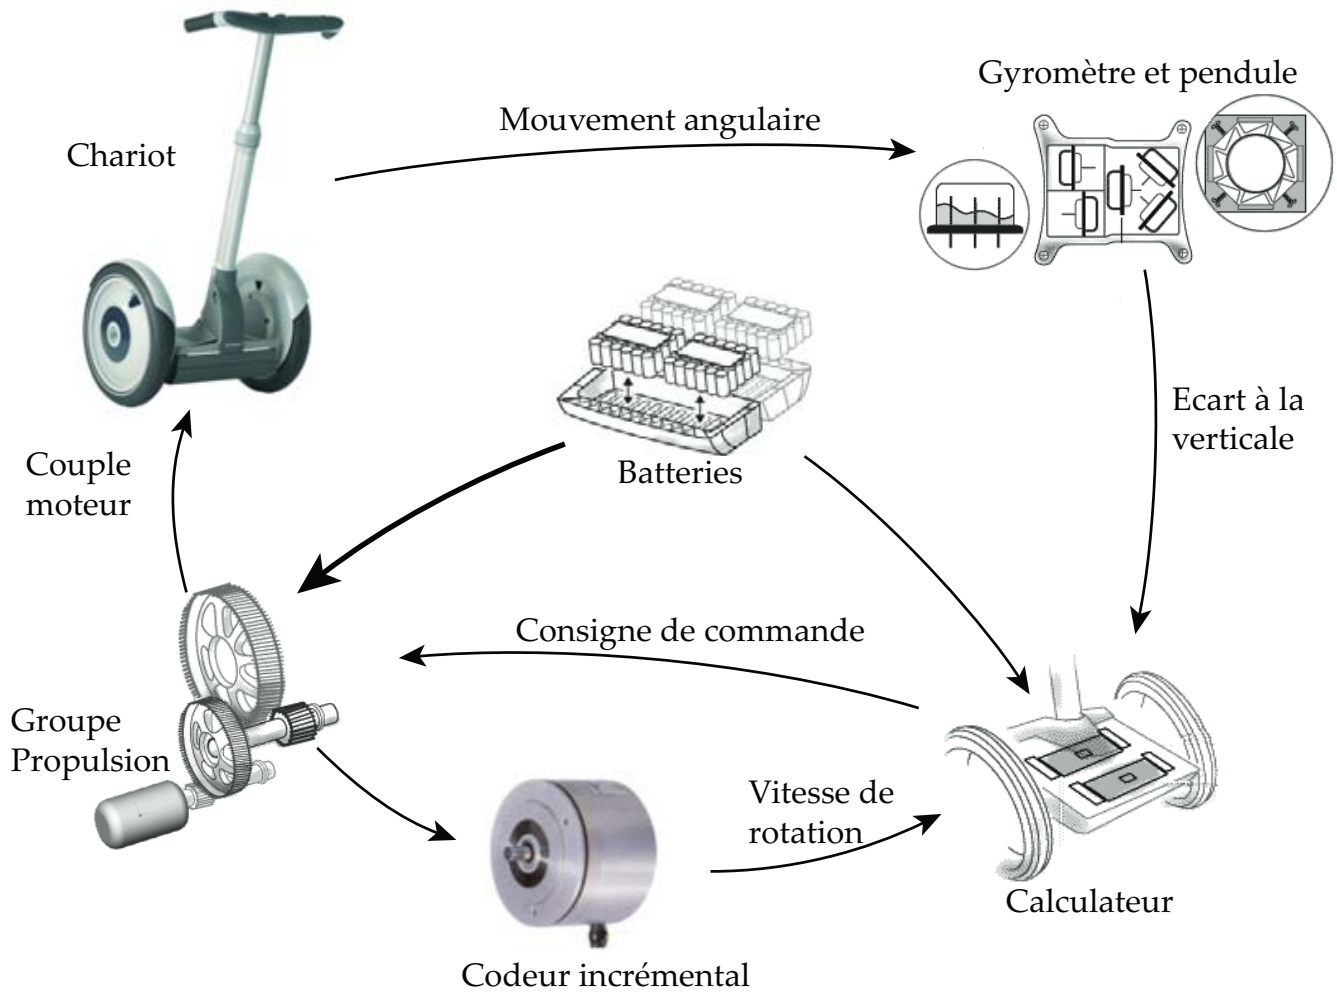 Gyromètre et pendule
Mouvement angulaire
Chariot
Ecart à la
verticale
Couple
moteur
Batteries
Consigne de commande
Groupe
Propulsion
Vitesse de
rotation
Calculateur
Codeur incrémental